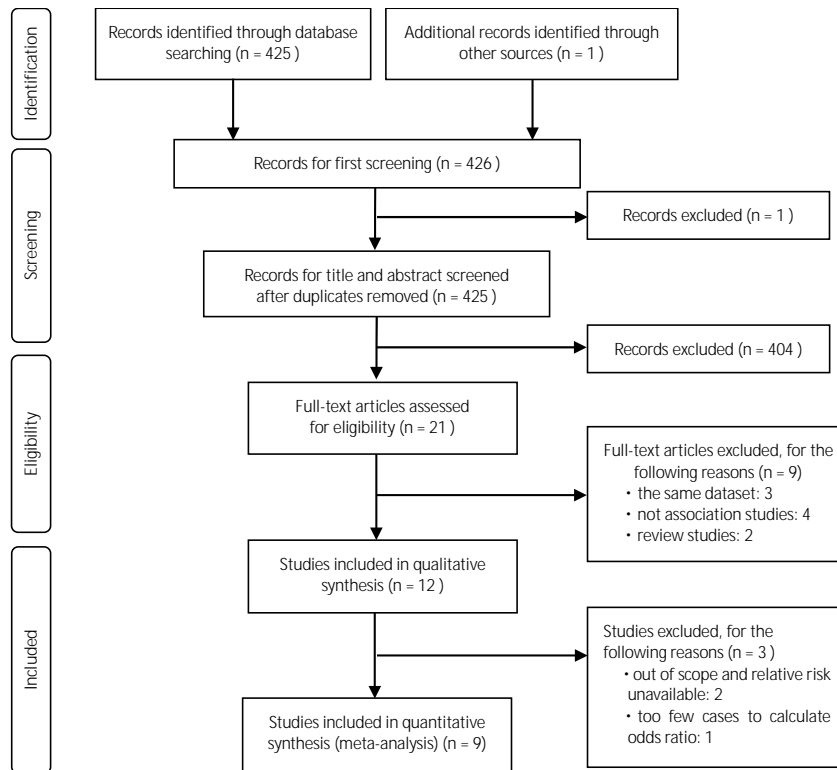 Identification
Records identified through database
searching (n = 425 )
Additional records identified through
other sources (n = 1 )
Screening
Records for first screening (n = 426 )
Records excluded (n = 1 )
Records for title and abstract screened
after duplicates removed (n = 425 )
Records excluded (n = 404 )
Eligibility
Full-text articles assessed
for eligibility (n = 21 )
Full-text articles excluded, for the
following reasons (n = 9)
・the same dataset: 3
・not association studies: 4
・review studies: 2
Included
Studies included in qualitative
synthesis (n = 12 )
Studies excluded, for the
following reasons (n = 3 )
・out of scope and relative risk
unavailable: 2
・too few cases to calculate
odds ratio: 1
Studies included in quantitative
synthesis (meta-analysis) (n = 9)